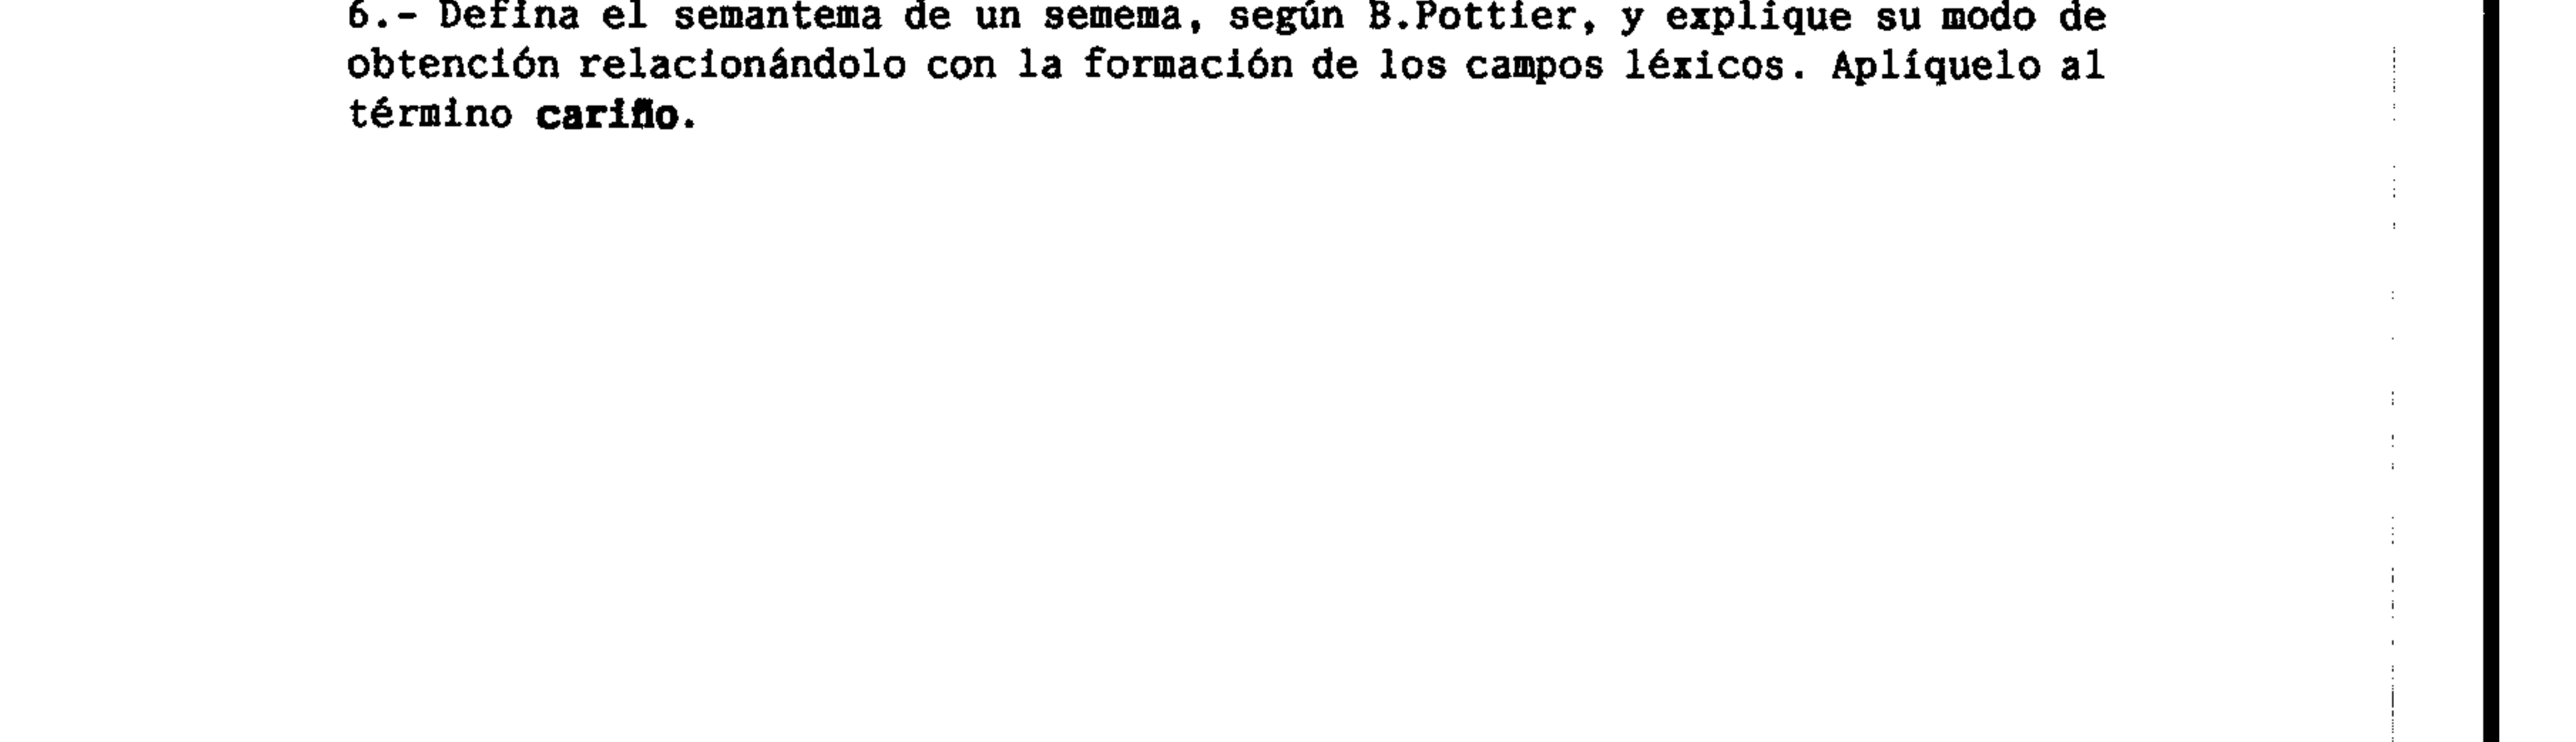 6.- Defina el semantema de un semema, según B.Pottier, y explique su modo de
obtención relacionándolo con la formación de los campos léxicos. Aplíquelo al
término cariño.